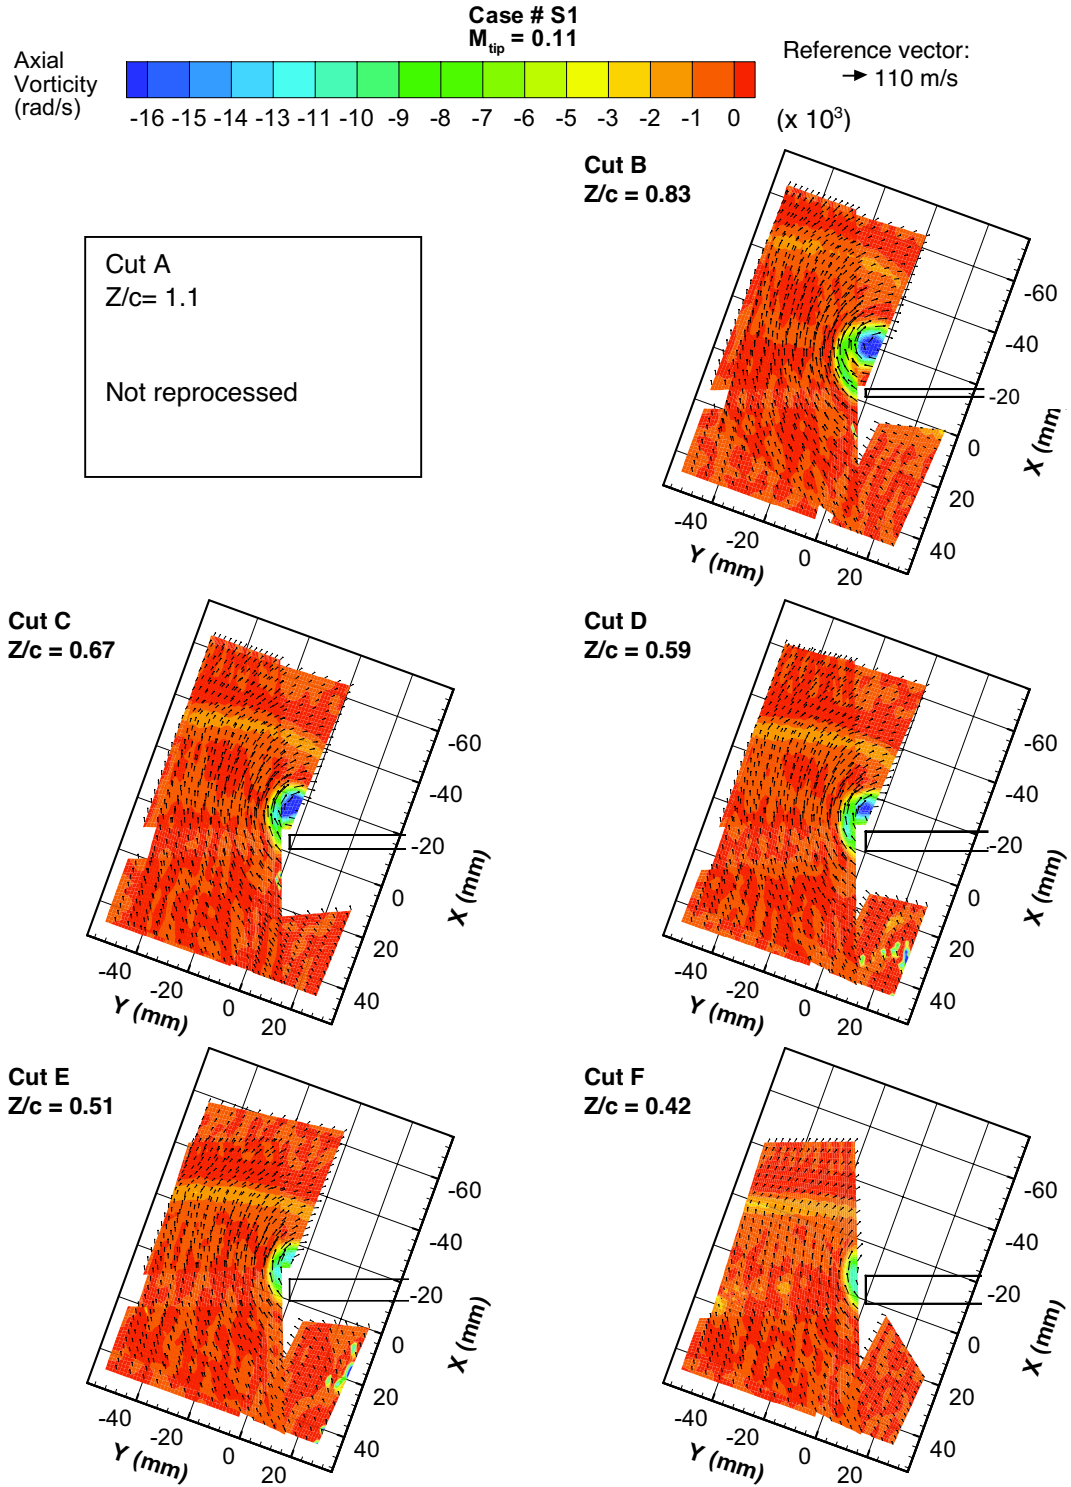 Case # S1
M_tip = 0.11
Axial
Vorticity
(rad/s)
-16 -15 -14 -13 -11 -10 -9 -8 -7 -6 -5 -3 -2 -1 0 (x 10³)
Reference vector:
110 m/s
Cut A
Z/c= 1.1
Not reprocessed
Cut B
Z/c = 0.83
-60
-40
-20
0
20
40
X (mm
-40
-20
0
20
Y (mm)
Cut C
Z/c = 0.67
-60
-40
-20
0
20
40
X (mm)
-40
-20
0
20
Y (mm)
Cut D
Z/c = 0.59
-60
-40
-20
0
20
40
X (mm)
-40
-20
0
20
Y (mm)
Cut E
Z/c = 0.51
-60
-40
-20
0
20
40
X (mm)
-40
-20
0
20
Y (mm)
Cut F
Z/c = 0.42
-60
-40
-20
0
20
40
X (mm)
-40
-20
0
20
Y (mm)